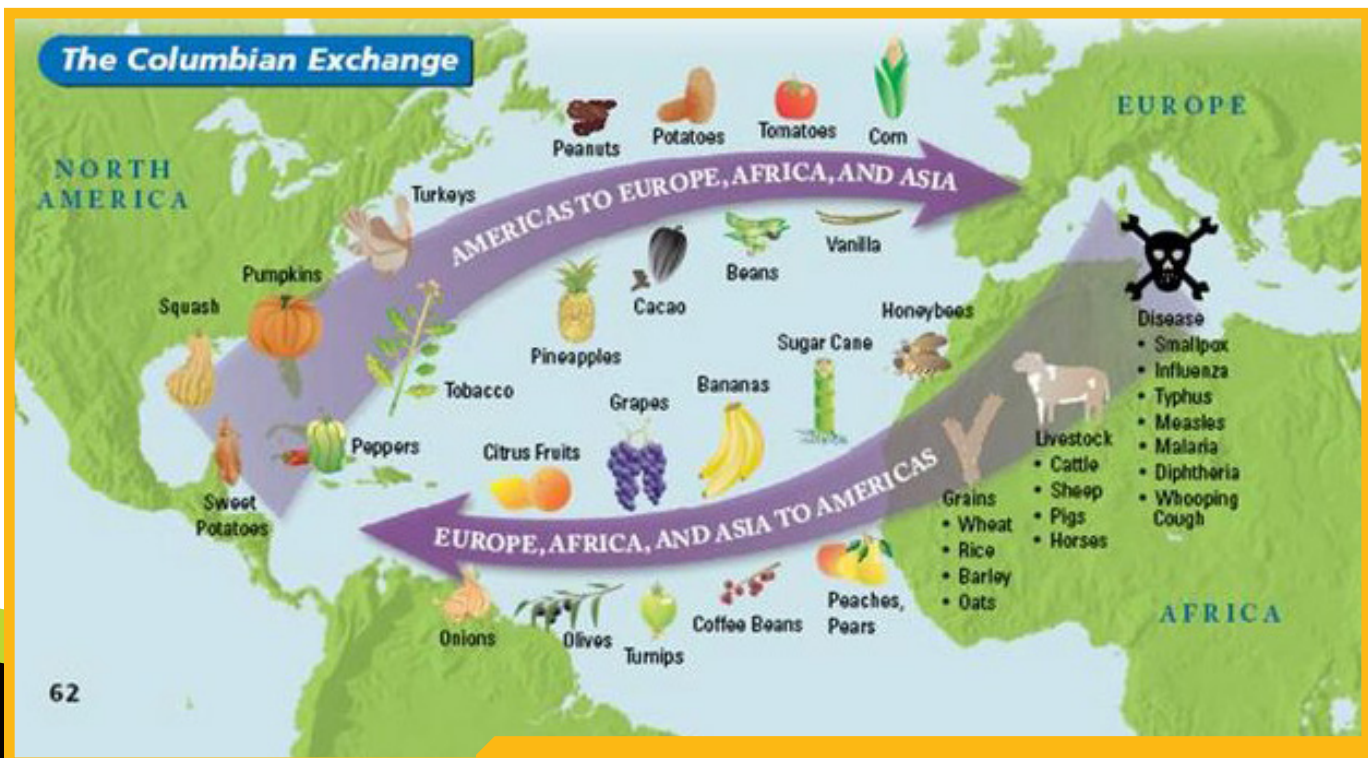 The Columbian Exchange
NORTH
AMERICA
EUROPE
AFRICA
Peanuts
Potatoes
Tomatoes
Corn
AMERICAS TO EUROPE, AFRICA, AND ASIA
Turkeys
Pumpkins
Squash
Sweet
Potatoes
Peppers
Tobacco
Pineapples
Cacao
Beans
Vanilla
Honeybees
Sugar Cane
Bananas
Grapes
Citrus Fruits
EUROPE, AFRICA, AND ASIA TO AMERICAS
Onions
Olives
Turnips
Coffee Beans
Peaches,
Pears
Grains
• Wheat
• Rice
• Barley
• Oats
Livestock
• Cattle
• Sheep
• Pigs
• Horses
Disease
• Smallpox
• Influenza
• Typhus
• Measles
• Malaria
• Diphtheria
• Whooping
Cough
62